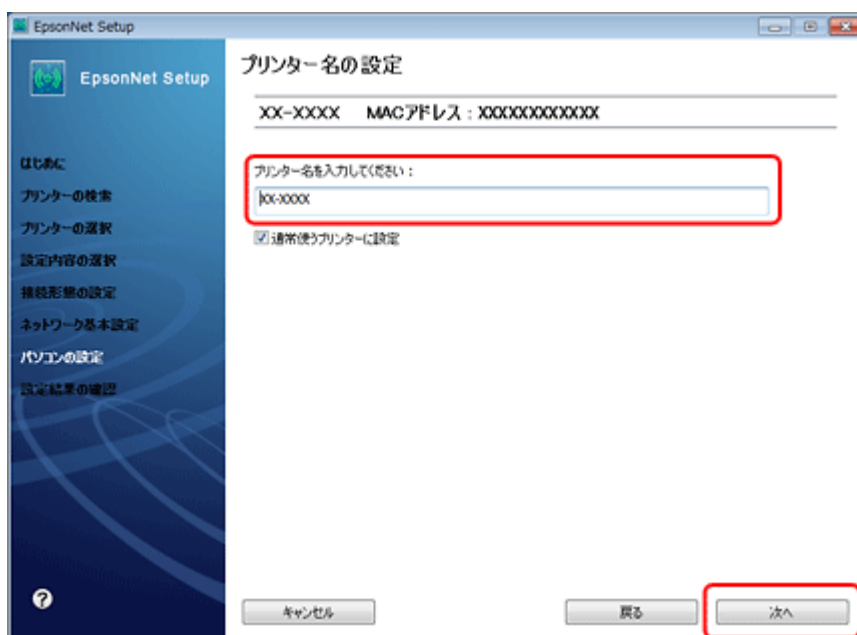 EpsonNet Setup
EpsonNet Setup
はじめに
プリンターの検索
プリンターの選択
設定内容の選択
接続形態の設定
ネットワーク基本設定
パソコンの設定
設定結果の確認
プリンター名の設定
XX-XXXX MACアドレス：XXXXXXXXXXXX
プリンター名を入力してください：
XX-XXXX
通常使うプリンターに設定
?
キャンセル
戻る
次へ